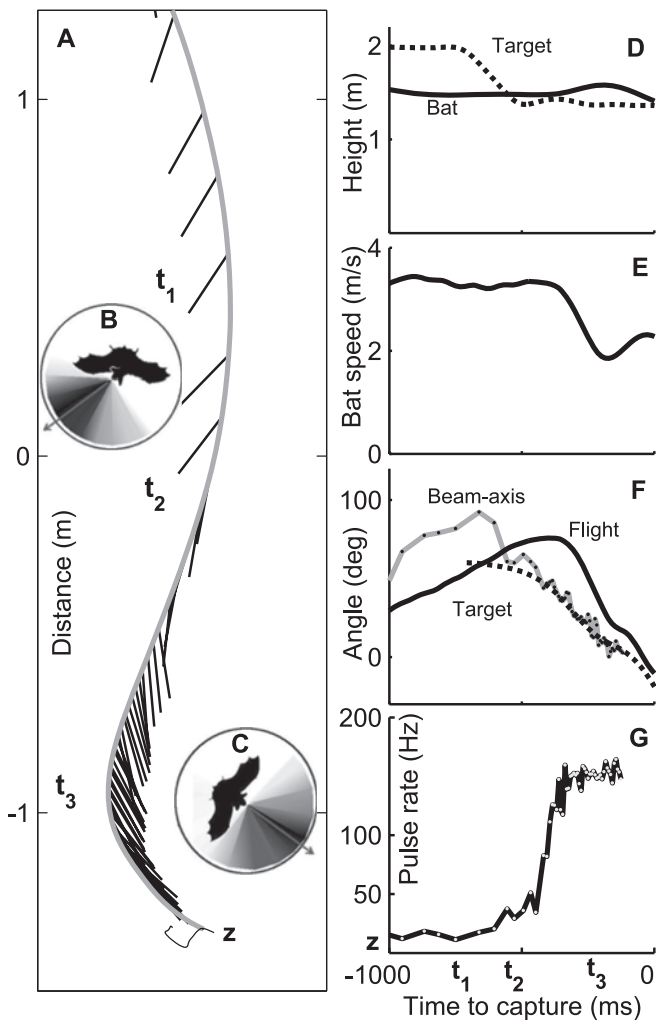 A
1
t1
B
0
t2
Distance (m)
C
t3
-1
z
D
2
Target
Bat
1
Height (m)
E
4
2
0
Bat speed (m/s)
F
100
Beam-axis
Flight
Target
0
Angle (deg)
G
200
100
50
Pulse rate (Hz)
z
-1000 t1 t2 t3 0
Time to capture (ms)